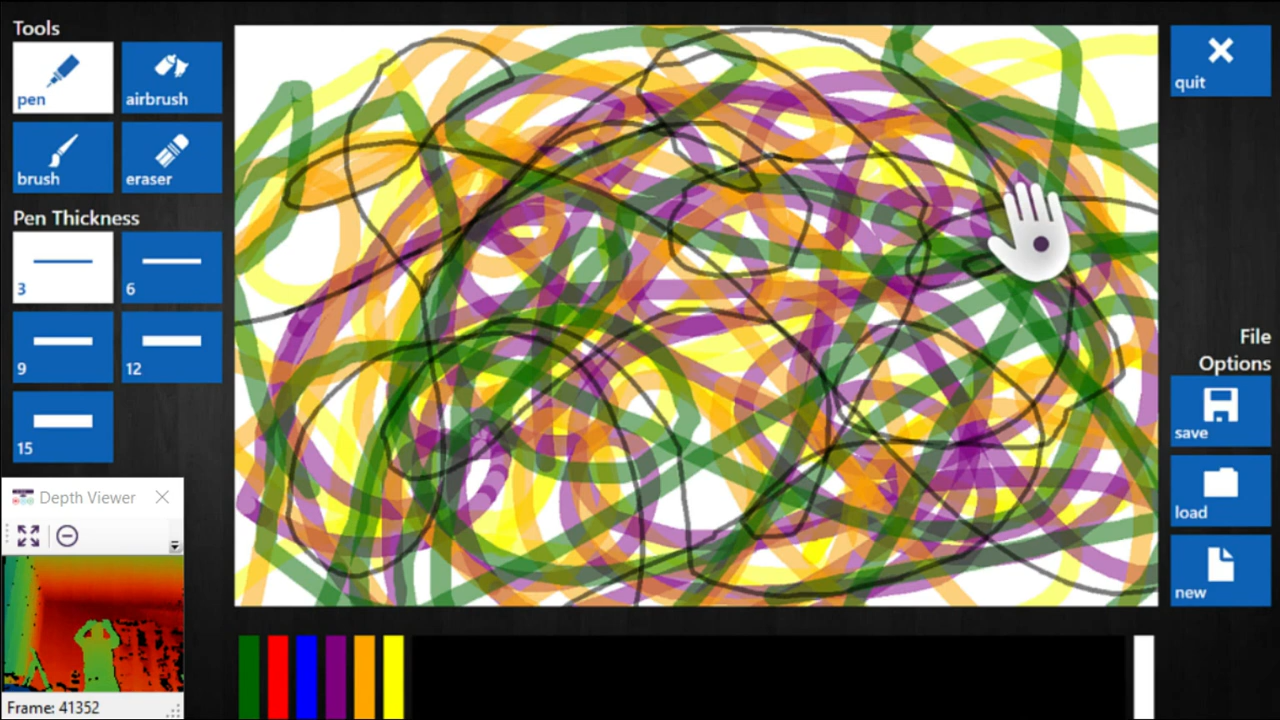 Tools
pen
airbrush
brush
eraser
Pen Thickness
3
6
9
12
15
Depth Viewer
Frame: 41352
quit
File
Options
save
load
new